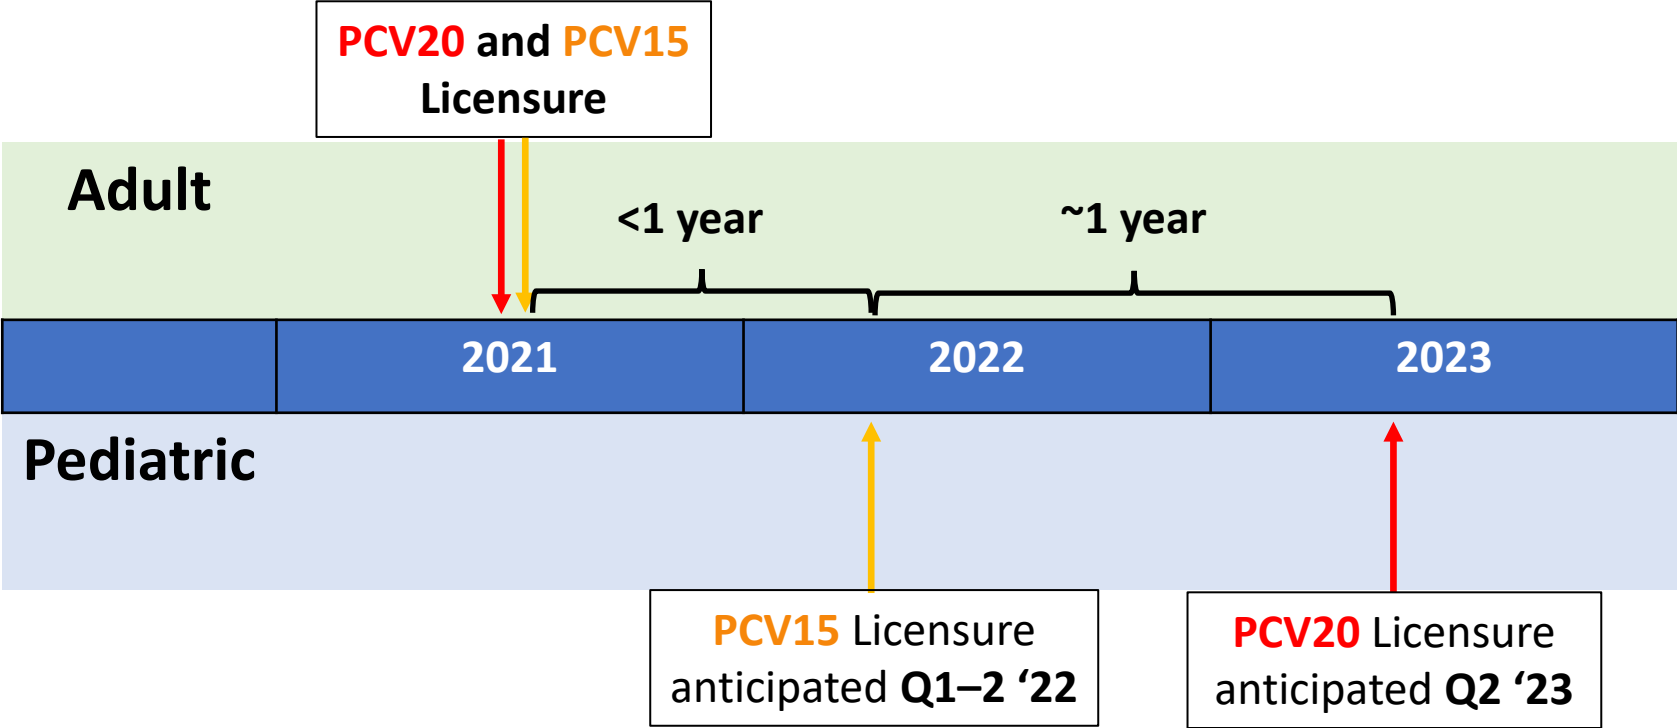 PCV20 and PCV15
Licensure
Adult
<1 year
~1 year
2021
2022
2023
Pediatric
PCV15 Licensure
anticipated Q1–2 ‘22
PCV20 Licensure
anticipated Q2 ‘23